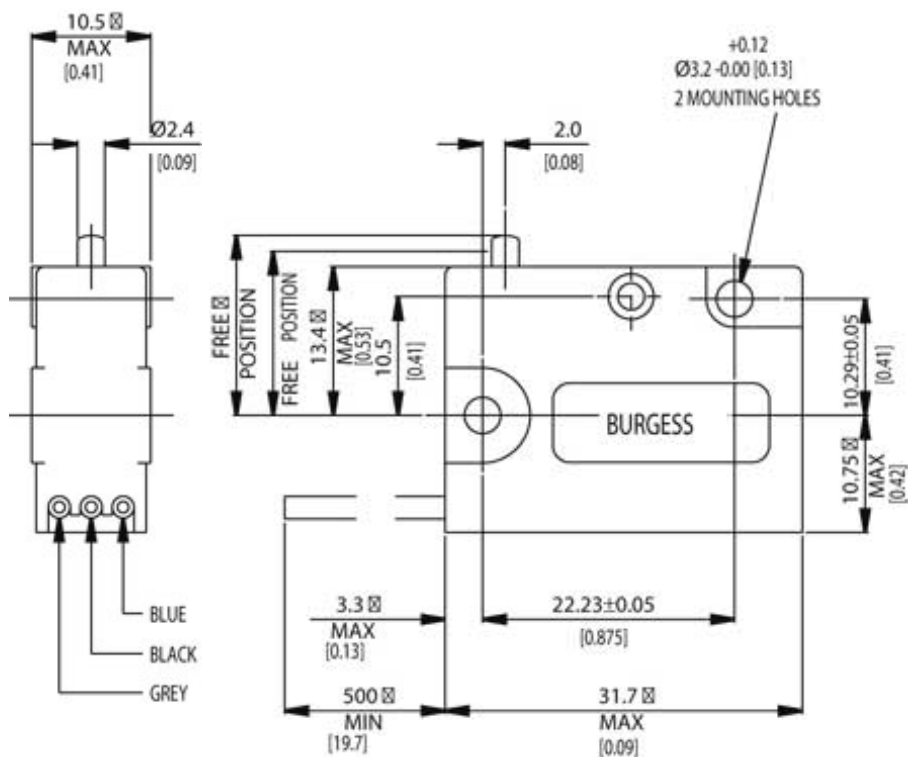 10.5 ☒
MAX
[0.41]
+0.12
Ø3.2 -0.00 [0.13]
2 MOUNTING HOLES
Ø2.4
[0.09]
2.0
[0.08]
FREE ☒
POSITION
FREE POSITION
13.4 ☒
MAX
[0.53]
10.5
[0.41]
10.29±0.05
[0.41]
BURGESS
10.75 ☒
MAX
[0.42]
BLUE
BLACK
GREY
3.3 ☒
MAX
[0.13]
22.23±0.05
[0.875]
500 ☒
MIN
[19.7]
31.7 ☒
MAX
[0.09]